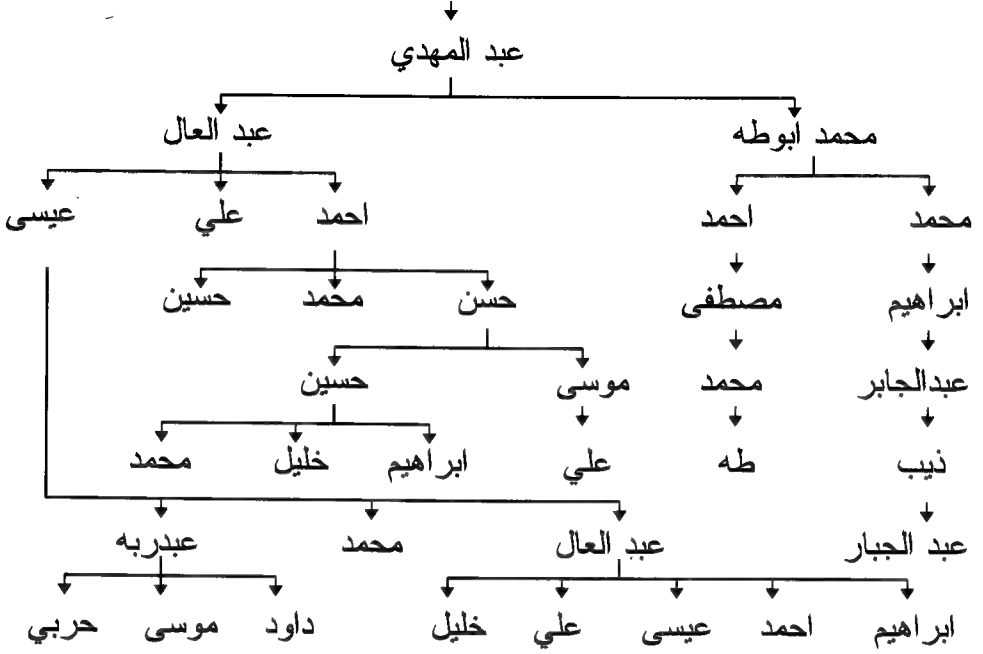 عبد المهدي
محمد ابوطه عبد العال
محمد احمد احمد علي عيسى
ابراهيم مصطفى حسن محمد حسين
عبدالجابر محمد موسى حسين
ذيب طه علي ابراهيم خليل محمد
عبد الجبار عبد العال محمد عبدربه
ابراهيم احمد عيسى علي خليل داود موسى حربي